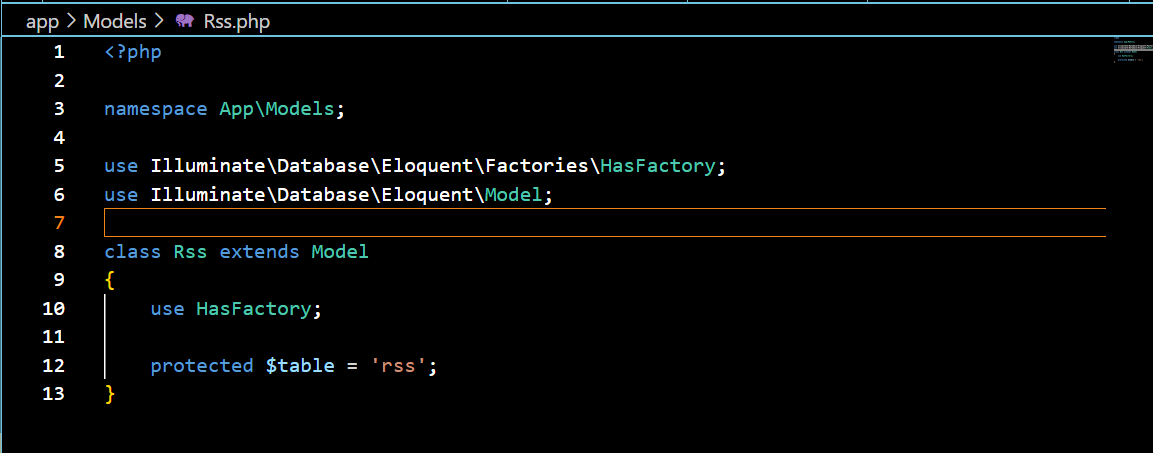 app > Models > Rss.php
1 <?php
2
3 namespace App\Models;
4
5 use Illuminate\Database\Eloquent\Factories\HasFactory;
6 use Illuminate\Database\Eloquent\Model;
7
8 class Rss extends Model
9 {
10     use HasFactory;
11
12     protected $table = 'rss';
13 }